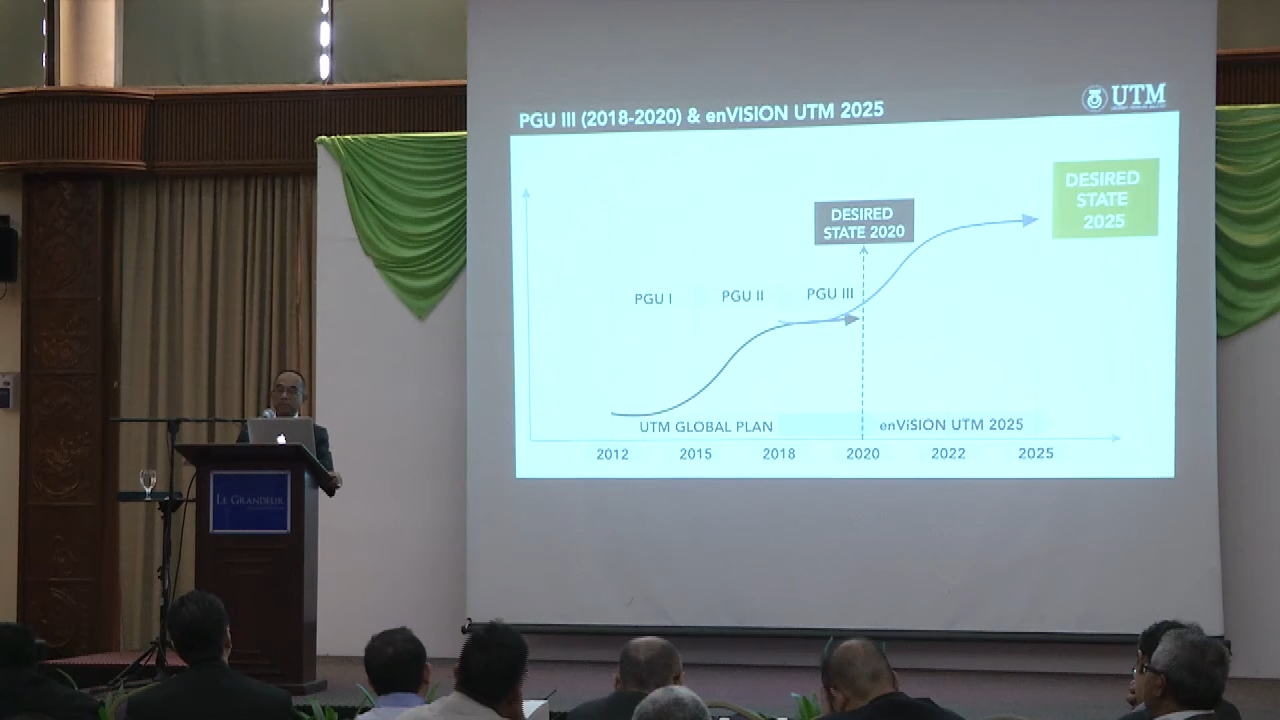 PGU III (2018-2020) & enVISION UTM 2025
UTM
DESIRED
STATE
2025
DESIRED
STATE 2020
PGU I
PGU II
PGU III
UTM GLOBAL PLAN
enViSION UTM 2025
2012
2015
2018
2020
2022
2025
LE GRANDEUR